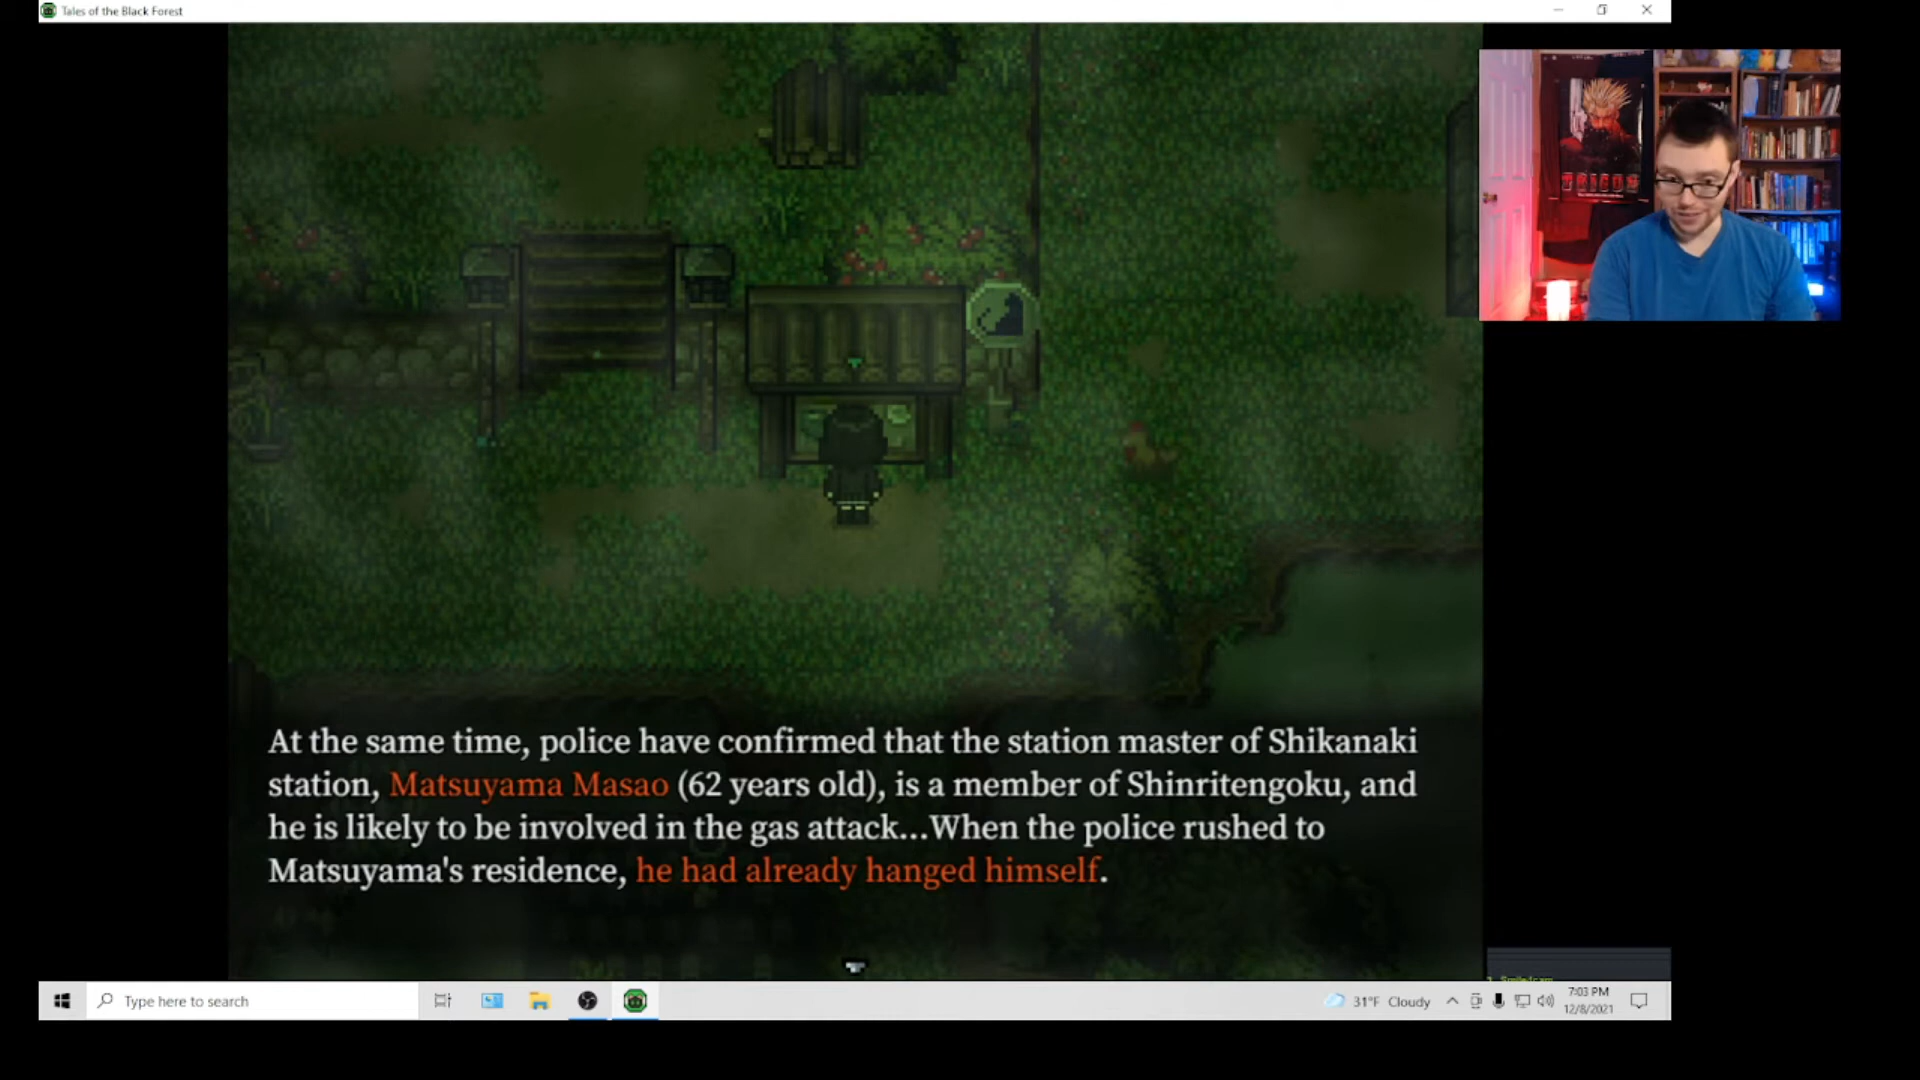 Tales of the Black Forest
At the same time, police have confirmed that the station master of Shikanaki
station, Matsuyama Masao (62 years old), is a member of Shinritengoku, and
he is likely to be involved in the gas attack...When the police rushed to
Matsuyama's residence, he had already hanged himself.
Type here to search
31°F Cloudy
7:03 PM
12/8/2021